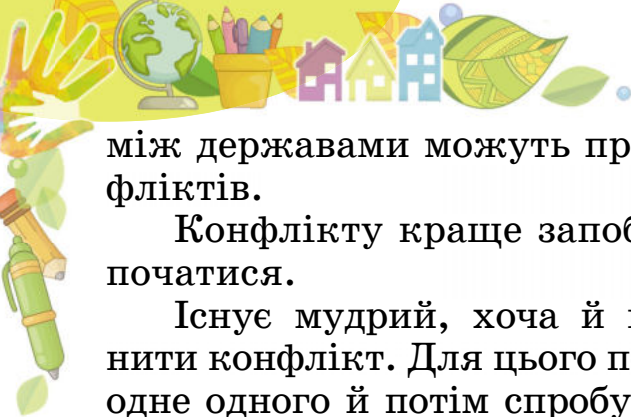 між державами можуть пр
фліктів.
Конфлікту краще запоб
початися.
Існує мудрий, хоча й
нити конфлікт. Для цього п
одне одного й потім спробу